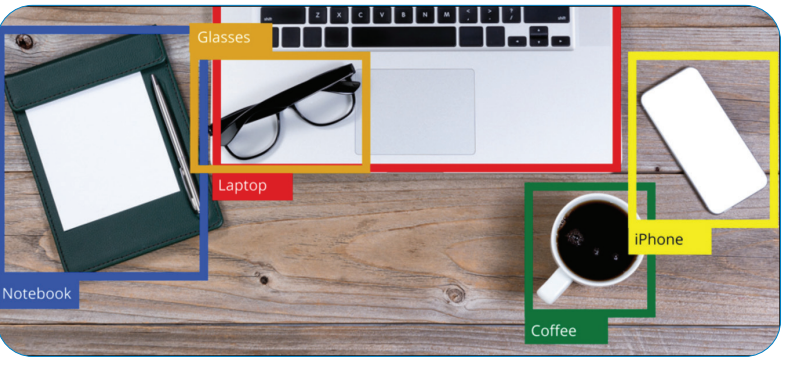 Z X C V B N M < > ?
, . /
Glasses
Laptop
iPhone
Notebook
Coffee